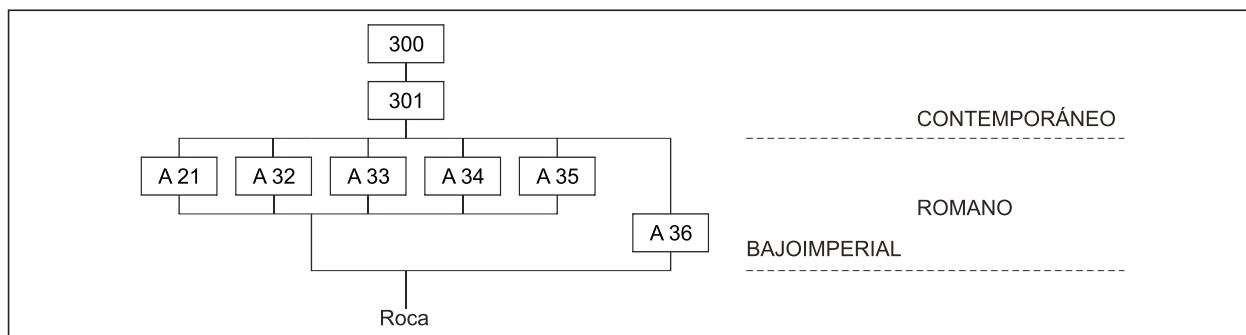 300
301
CONTEMPORÁNEO
A 21 A 32 A 33 A 34 A 35
ROMANO
A 36
BAJOIMPERIAL
Roca